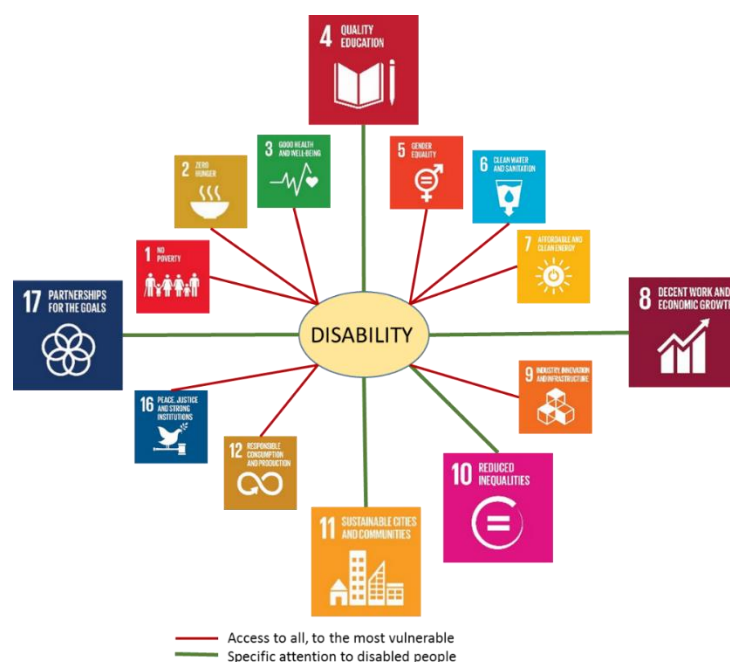 4 QUALITY
EDUCATION
3 GOOD HEALTH
AND WELL-BEING
5 GENDER
EQUALITY
2 ZERO
HUNGER
6 CLEAN WATER
AND SANITATION
1 NO
POVERTY
7 AFFORDABLE AND
CLEAN ENERGY
17 PARTNERSHIPS
FOR THE GOALS
8 DECENT WORK AND
ECONOMIC GROWTH
DISABILITY
9 INDUSTRY, INNOVATION
AND INFRASTRUCTURE
16 PEACE, JUSTICE
AND STRONG
INSTITUTIONS
12 RESPONSIBLE
CONSUMPTION
AND PRODUCTION
10 REDUCED
INEQUALITIES
11 SUSTAINABLE CITIES
AND COMMUNITIES
Access to all, to the most vulnerable
Specific attention to disabled people